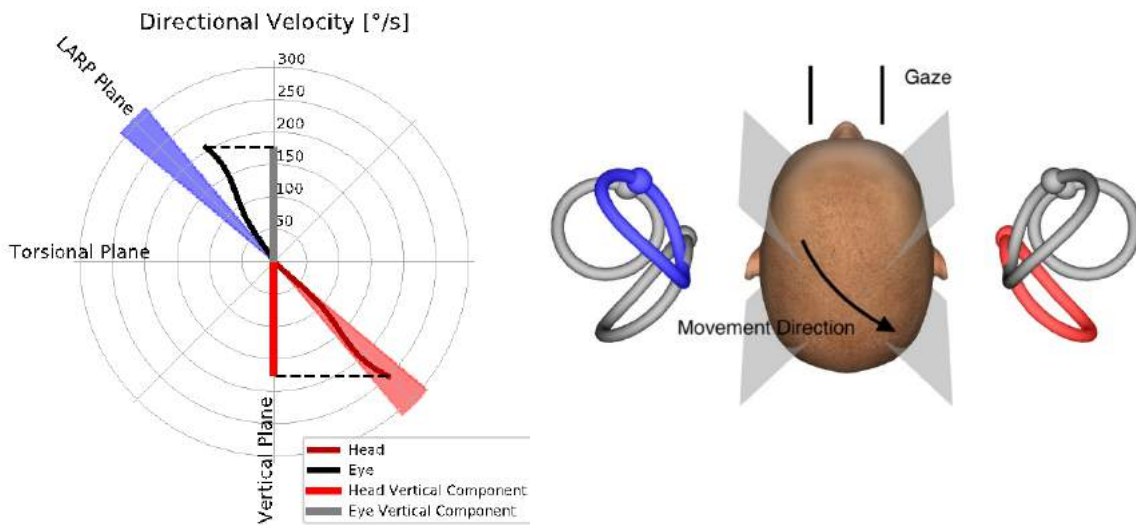 Directional Velocity [°/s]
LARP Plane
300
250
200
150
100
50
Torsional Plane
Vertical Plane
Head
Eye
Head Vertical Component
Eye Vertical Component
Gaze
Movement Direction